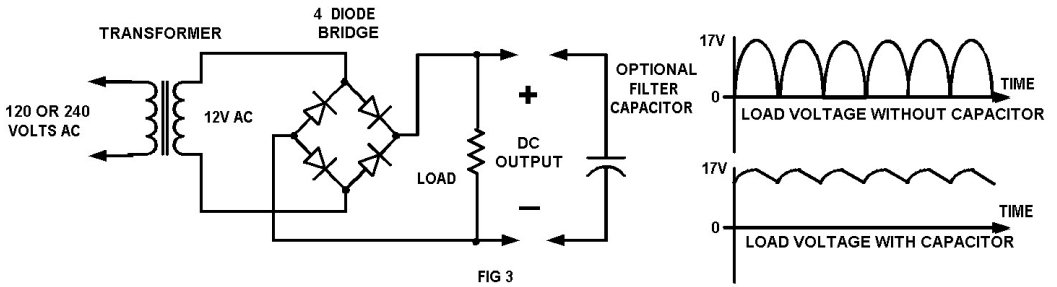 TRANSFORMER
4 DIODE
BRIDGE
120 OR 240
VOLTS AC
12V AC
LOAD
+
DC
OUTPUT
−
OPTIONAL
FILTER
CAPACITOR
FIG 3
17V
0
TIME
LOAD VOLTAGE WITHOUT CAPACITOR
17V
0
TIME
LOAD VOLTAGE WITH CAPACITOR